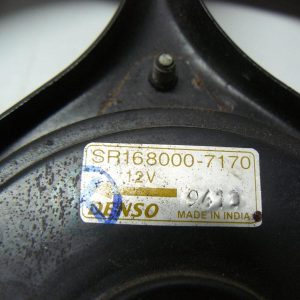 SR168000-7170
12V
DENSO
MADE IN INDIA